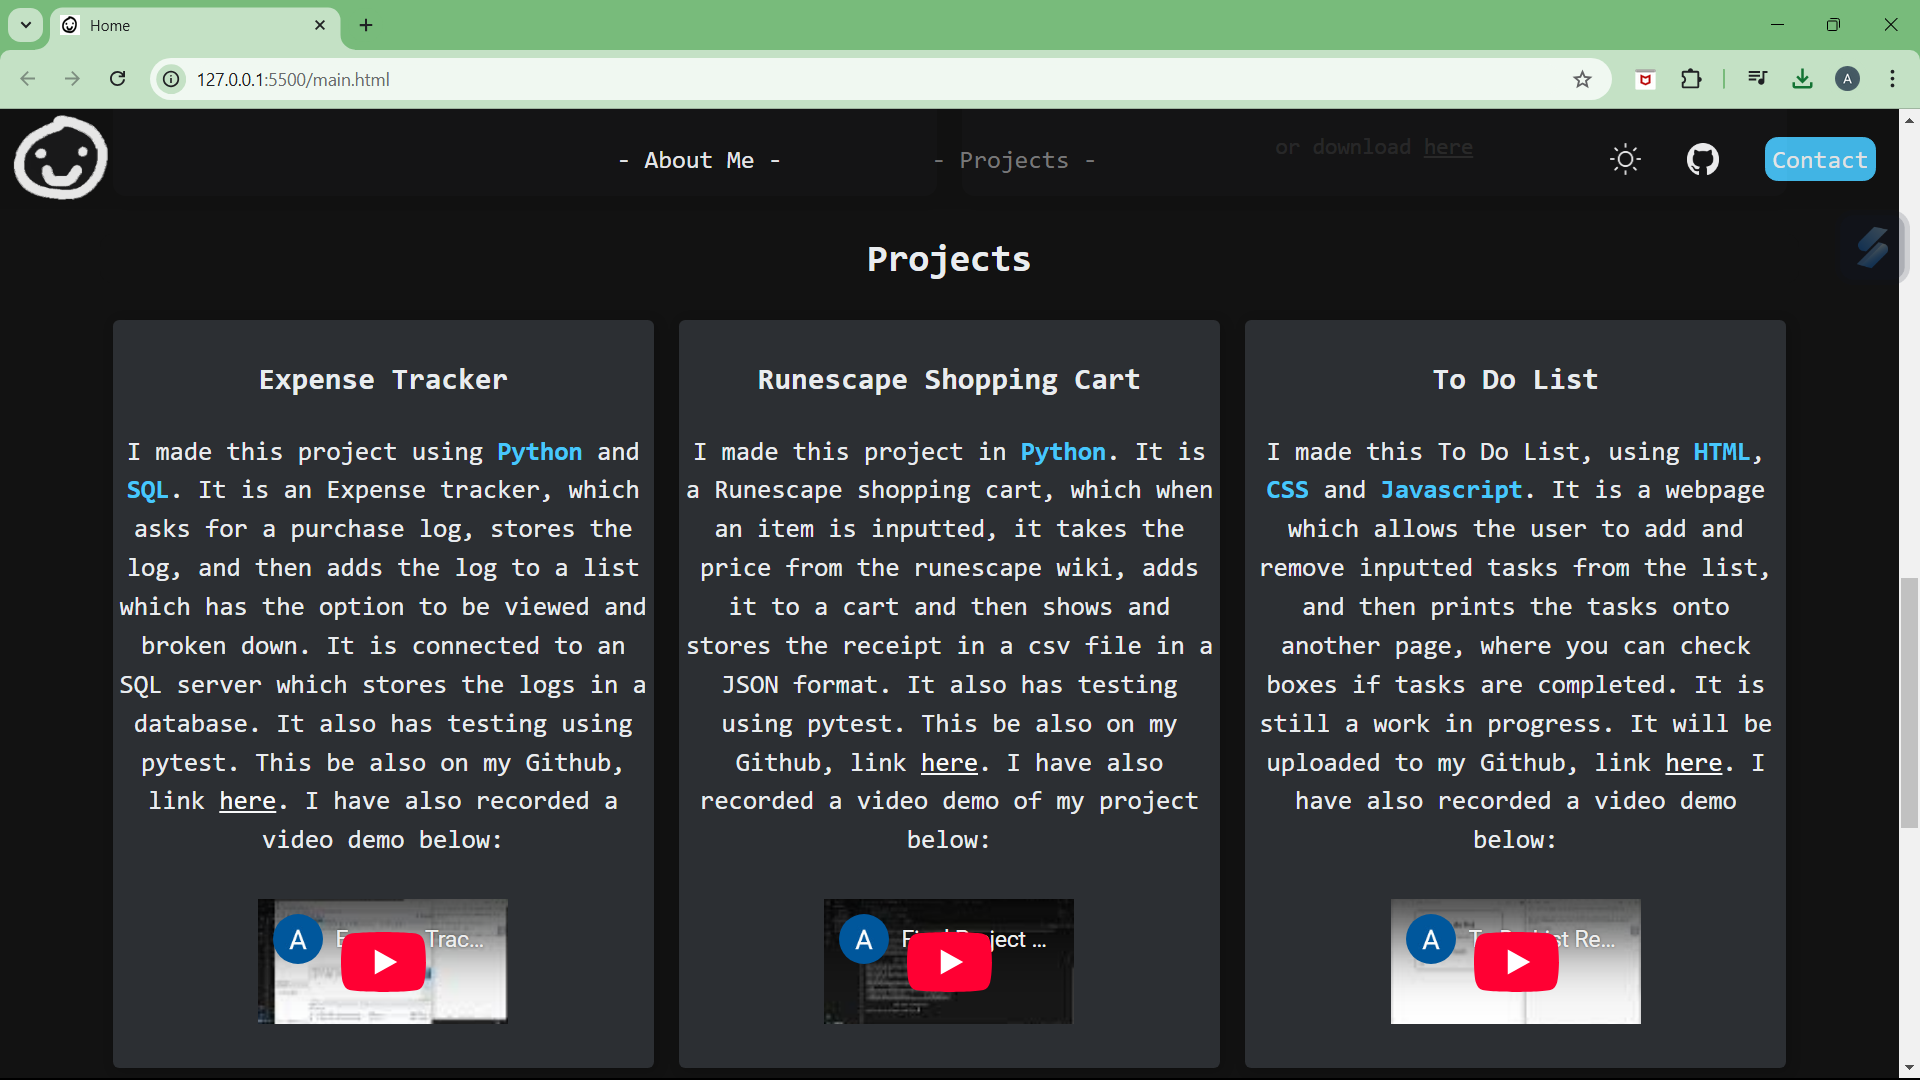 Home
127.0.0.1:5500/main.html
A
- About Me -
- Projects -
or download here
Contact
Projects
Expense Tracker
I made this project using Python and
SQL. It is an Expense tracker, which
asks for a purchase log, stores the
log, and then adds the log to a list
which has the option to be viewed and
broken down. It is connected to an
SQL server which stores the logs in a
database. It also has testing using
pytest. This be also on my Github,
link here. I have also recorded a
video demo below:
A
Trac...
Runescape Shopping Cart
I made this project in Python. It is
a Runescape shopping cart, which when
an item is inputted, it takes the
price from the runescape wiki, adds
it to a cart and then shows and
stores the receipt in a csv file in a
JSON format. It also has testing
using pytest. This be also on my
Github, link here. I have also
recorded a video demo of my project
below:
A
Final Project ...
To Do List
I made this To Do List, using HTML,
CSS and Javascript. It is a webpage
which allows the user to add and
remove inputted tasks from the list,
and then prints the tasks onto
another page, where you can check
boxes if tasks are completed. It is
still a work in progress. It will be
uploaded to my Github, link here. I
have also recorded a video demo
below:
A
Re...